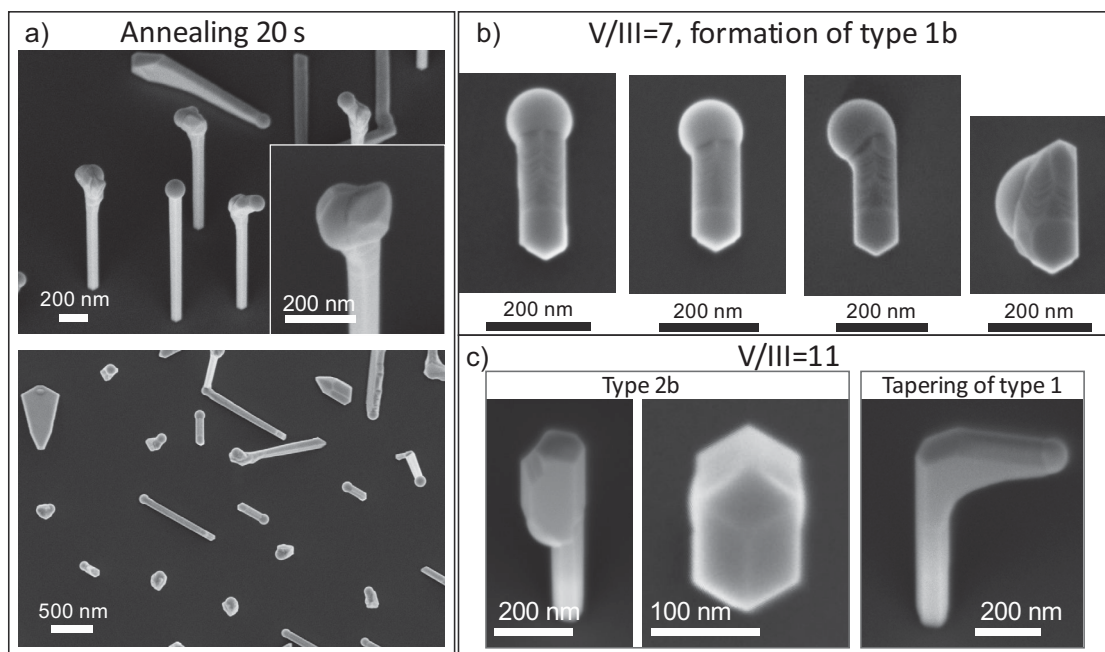 a)
Annealing 20 s
200 nm
200 nm
500 nm
b)
V/III=7, formation of type 1b
200 nm
200 nm
200 nm
200 nm
c)
V/III=11
Type 2b
Tapering of type 1
200 nm
100 nm
200 nm